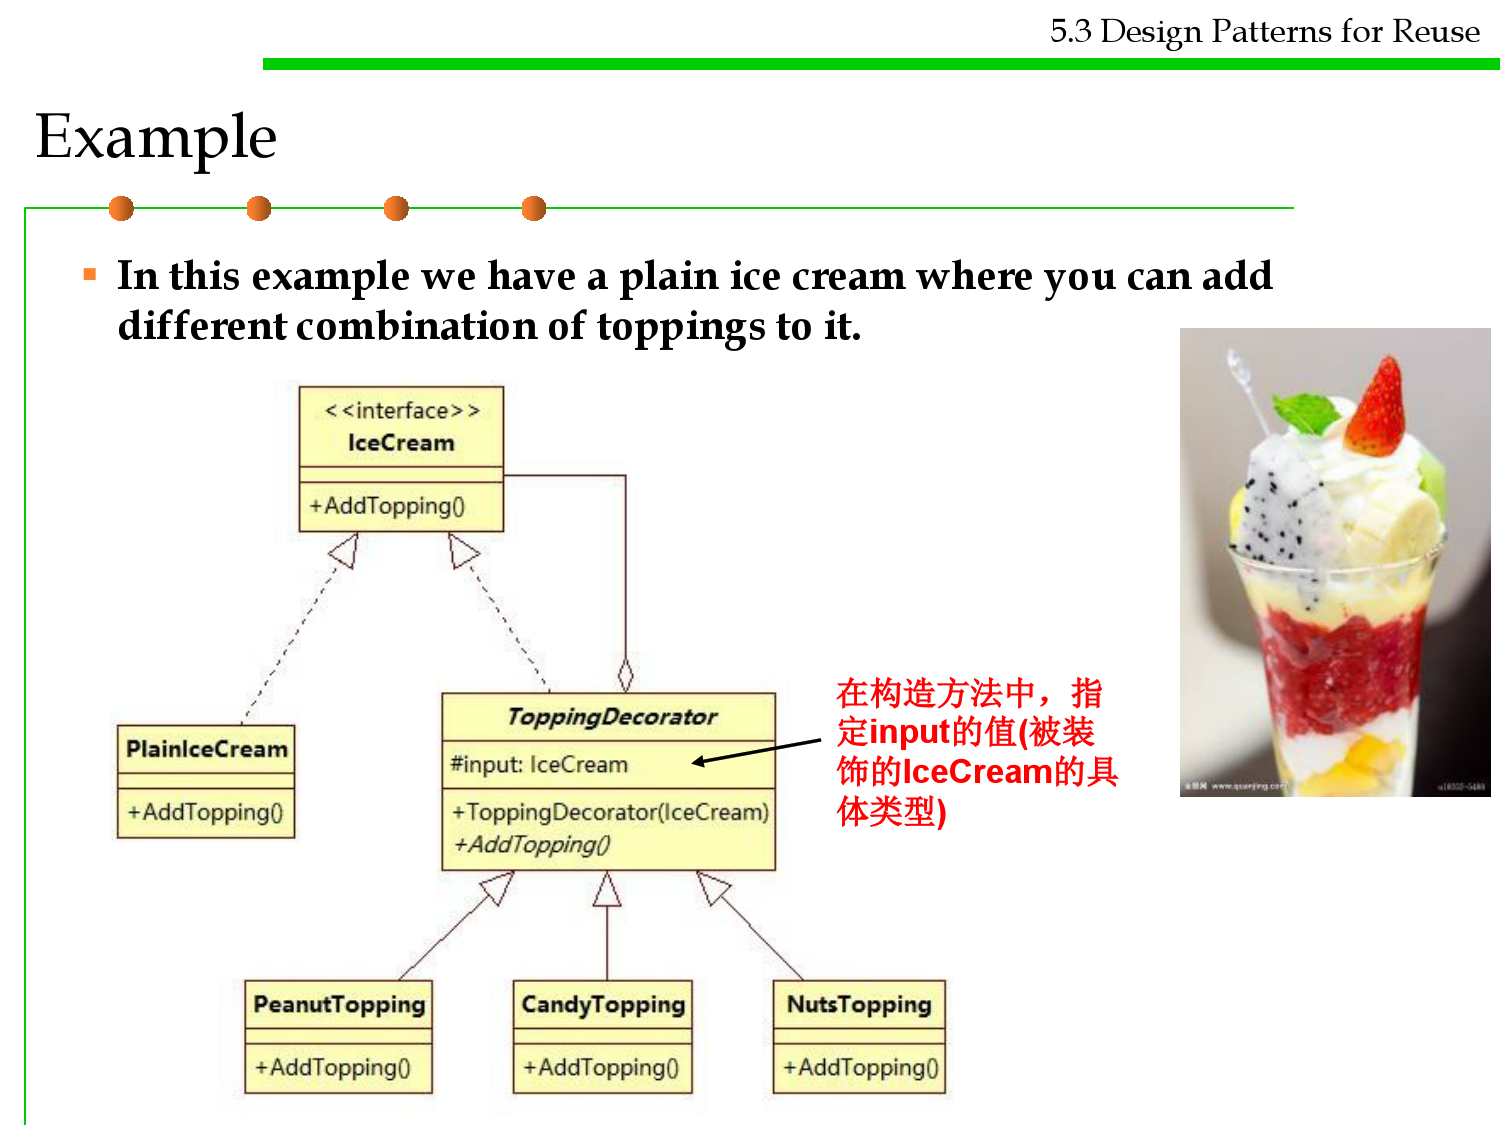 5.3 Design Patterns for Reuse
Example
In this example we have a plain ice cream where you can add
different combination of toppings to it.
<<interface>>
IceCream
+AddTopping()
PlainIceCream
+AddTopping()
ToppingDecorator
#input: IceCream
+ToppingDecorator(IceCream)
+AddTopping()
在构造方法中，指
定input的值(被装
饰的IceCream的具
体类型)
PeanutTopping
+AddTopping()
CandyTopping
+AddTopping()
NutsTopping
+AddTopping()
www.quanjing.com